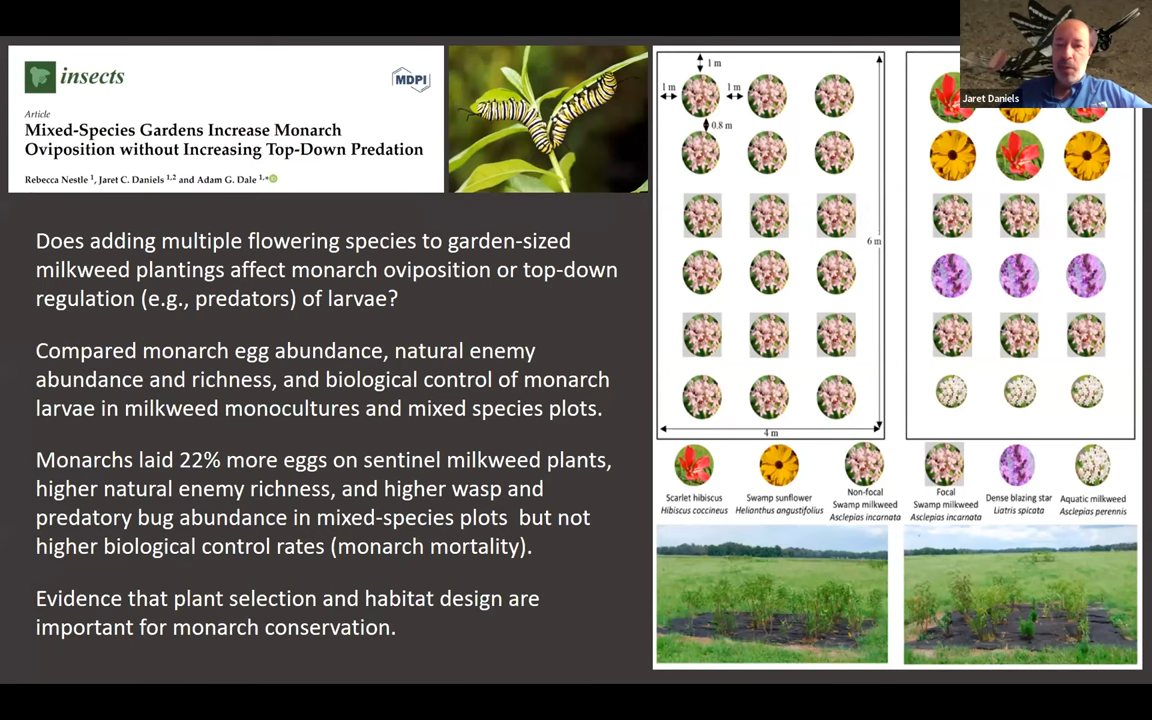 insects
MDPI
Article
Mixed-Species Gardens Increase Monarch
Oviposition without Increasing Top-Down Predation
Rebecca Nestle 1, Jaret C. Daniels 1,2 and Adam G. Dale 1,*
Does adding multiple flowering species to garden-sized
milkweed plantings affect monarch oviposition or top-down
regulation (e.g., predators) of larvae?
Compared monarch egg abundance, natural enemy
abundance and richness, and biological control of monarch
larvae in milkweed monocultures and mixed species plots.
Monarchs laid 22% more eggs on sentinel milkweed plants,
higher natural enemy richness, and higher wasp and
predatory bug abundance in mixed-species plots but not
higher biological control rates (monarch mortality).
Evidence that plant selection and habitat design are
important for monarch conservation.
1 m
1 m
1 m
0.8 m
6 m
4 m
Scarlet hibiscus
Hibiscus coccineus
Swamp sunflower
Helianthus angustifolius
Non-focal
Swamp milkweed
Asclepias incarnata
Focal
Swamp milkweed
Asclepias incarnata
Dense blazing star
Liatris spicata
Aquatic milkweed
Asclepias perennis
Jaret Daniels